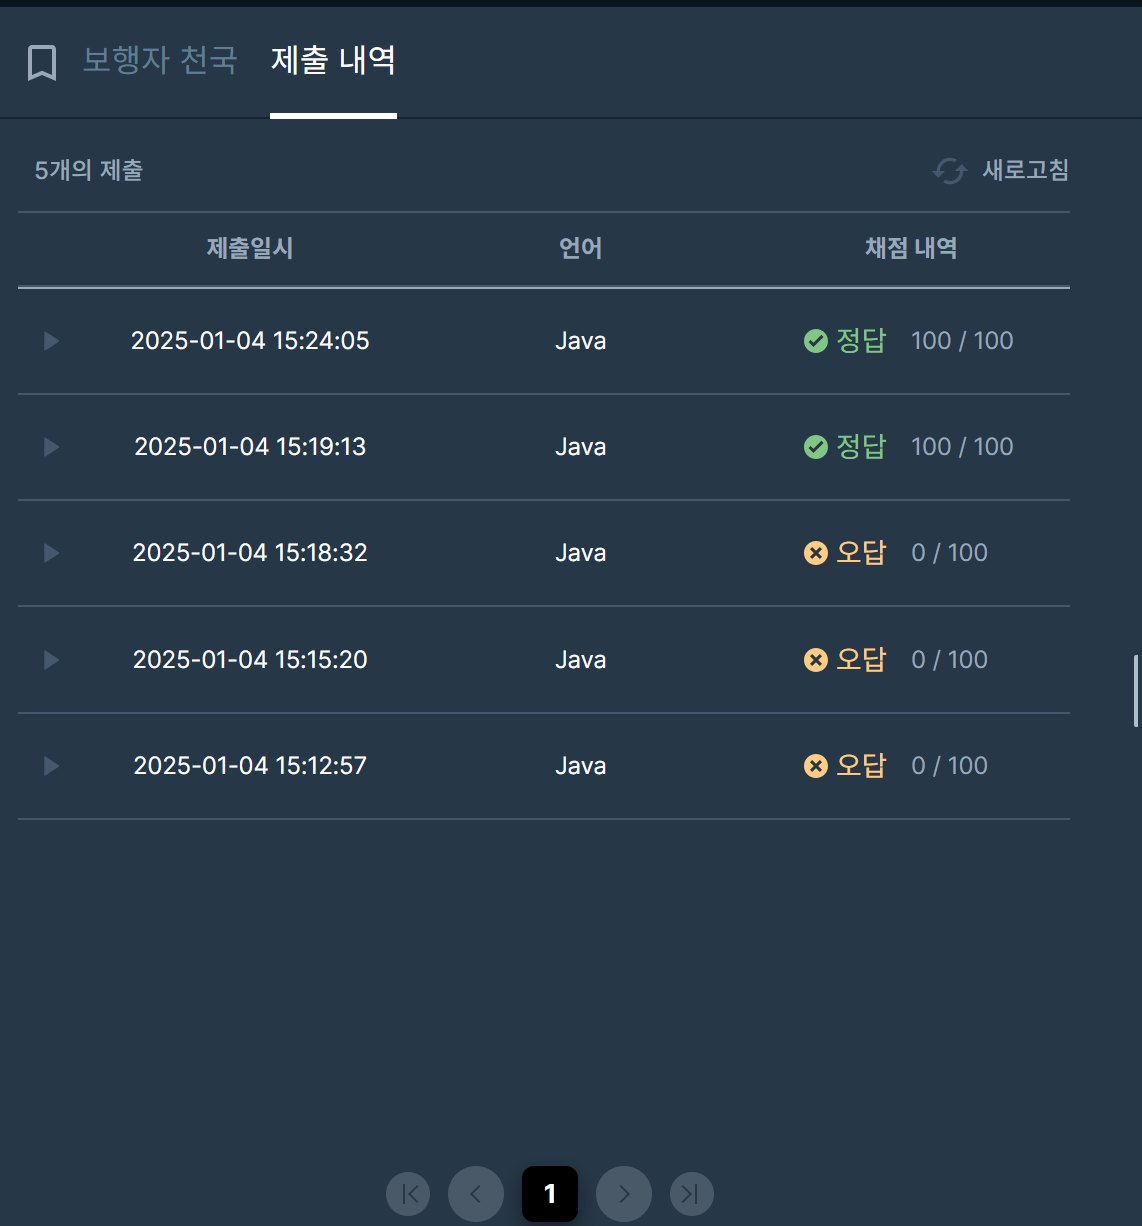 보행자 천국 제출 내역
5개의 제출 새로고침
제출일시 언어 채점 내역
2025-01-04 15:24:05 Java 정답 100 / 100
2025-01-04 15:19:13 Java 정답 100 / 100
2025-01-04 15:18:32 Java 오답 0 / 100
2025-01-04 15:15:20 Java 오답 0 / 100
2025-01-04 15:12:57 Java 오답 0 / 100
1